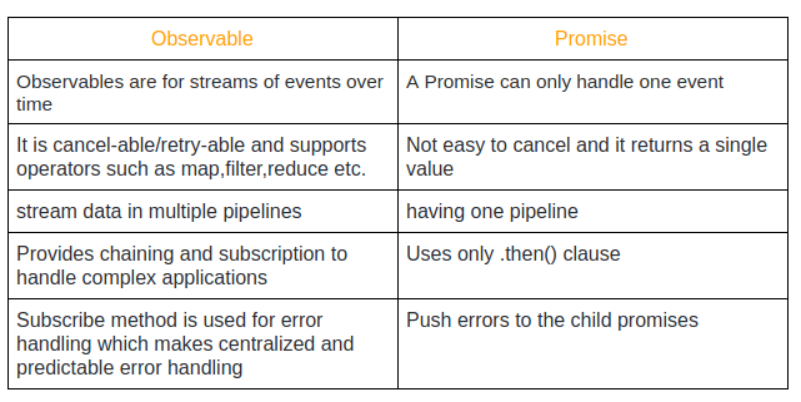 Observable
Promise
Observables are for streams of events over
time
A Promise can only handle one event
It is cancel-able/retry-able and supports
operators such as map,filter,reduce etc.
Not easy to cancel and it returns a single
value
stream data in multiple pipelines
having one pipeline
Provides chaining and subscription to
handle complex applications
Uses only .then() clause
Subscribe method is used for error
handling which makes centralized and
predictable error handling
Push errors to the child promises